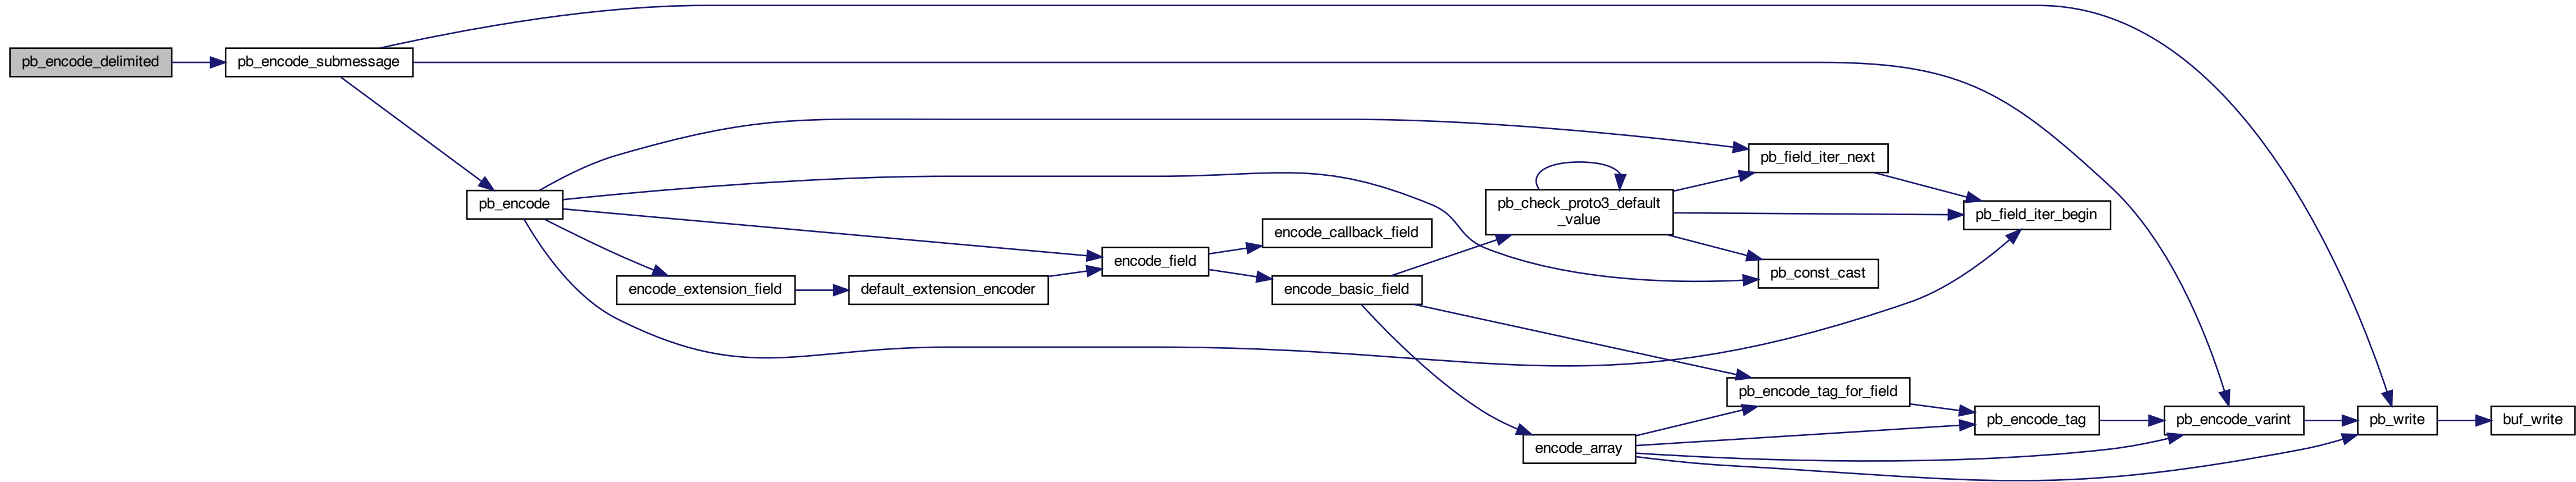 pb_encode_delimited
pb_encode_submessage
pb_encode
encode_extension_field
default_extension_encoder
encode_field
encode_callback_field
encode_basic_field
pb_check_proto3_default
_value
pb_field_iter_next
pb_field_iter_begin
pb_const_cast
pb_encode_tag_for_field
encode_array
pb_encode_tag
pb_encode_varint
pb_write
buf_write